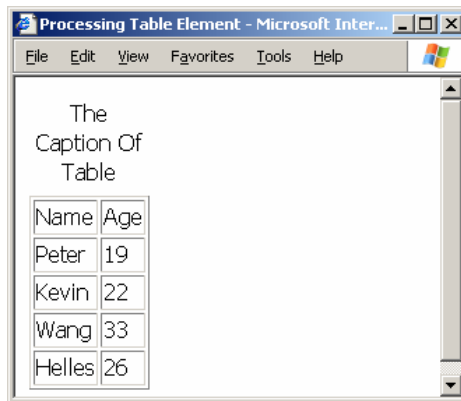 Processing Table Element - Microsoft Inter...
File Edit View Favorites Tools Help
The
Caption Of
Table
Name Age
Peter 19
Kevin 22
Wang 33
Helles 26